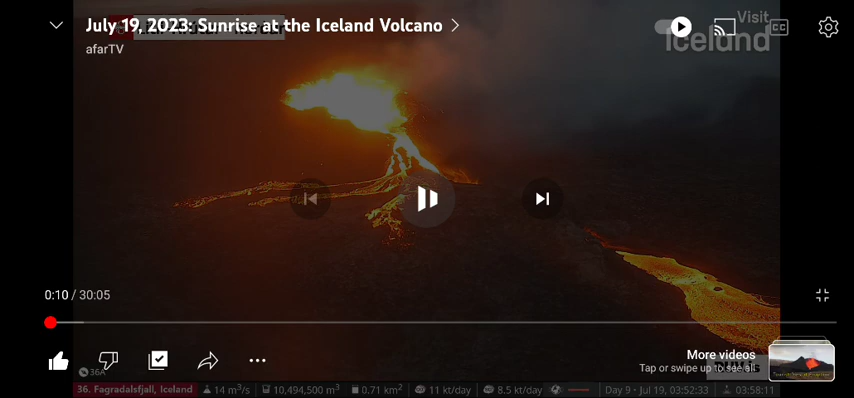 July 19, 2023: Sunrise at the Iceland Volcano
afarTV
Visit
Iceland
CC
0:10 / 30:05
More videos
Tap or swipe up to see all
36A
36. Fagradalsfjall, Iceland 14 m³/s 10,494,500 m³ 0.71 km² 11 kt/day 8.5 kt/day Day 9 - Jul 19, 03:52:33 03:58:11